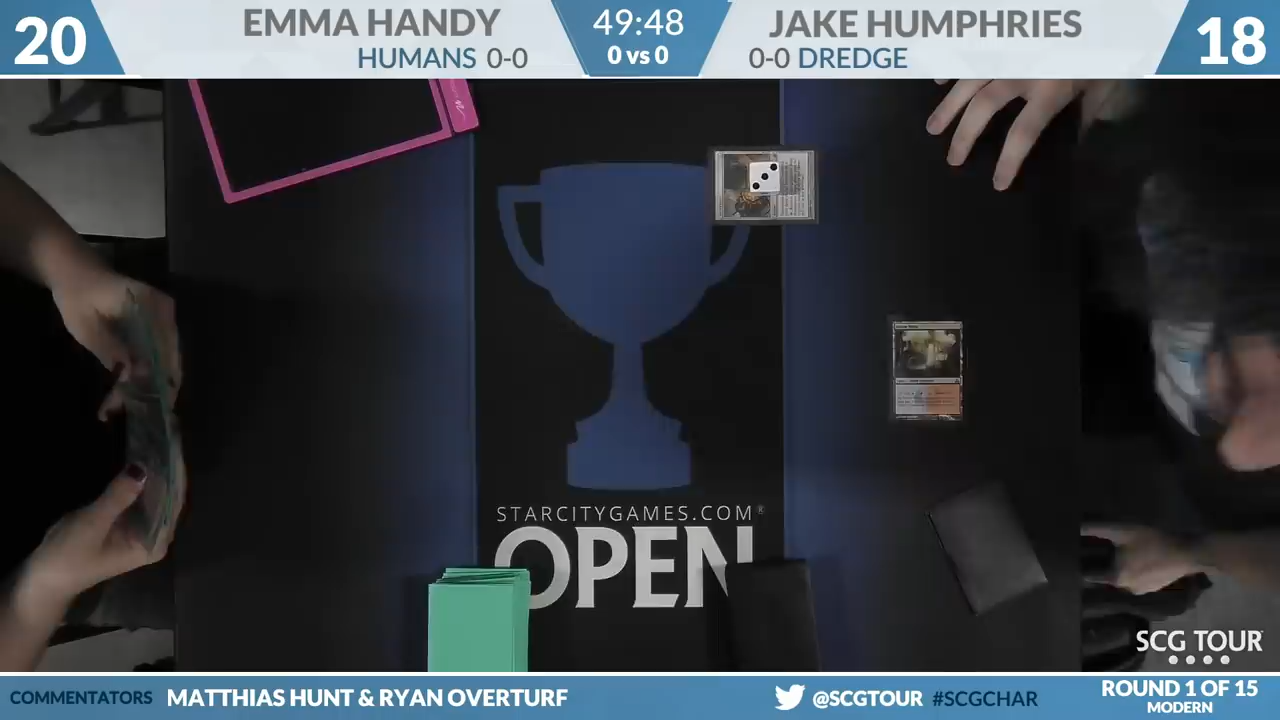 20
EMMA HANDY
HUMANS 0-0
49:48
0 vs 0
JAKE HUMPHRIES
0-0 DREDGE
18
STARCITYGAMES.COM®
OPEN
SCG TOUR
COMMENTATORS MATTHIAS HUNT & RYAN OVERTURF
@SCGTOUR #SCGCHAR
ROUND 1 OF 15
MODERN